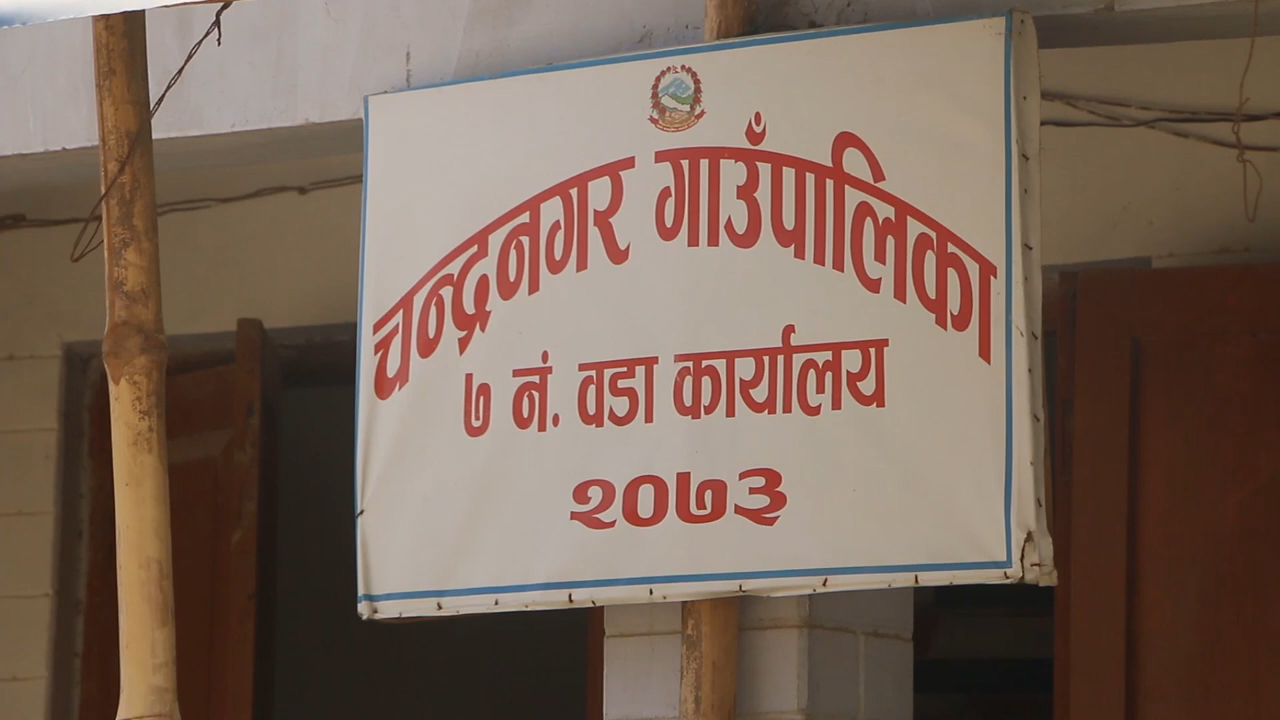 चन्द्रनगर गाउँपालिका
७ नं. वडा कार्यालय
२०७३